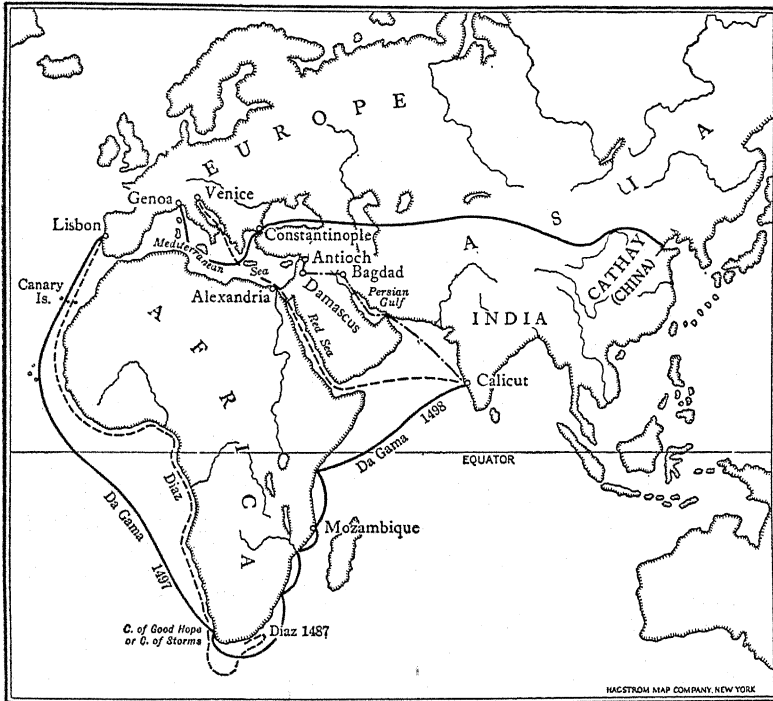 EUROPE
ASIA
Genoa
Venice
Lisbon
Constantinople
Mediterranean
Sea
Antioch
Bagdad
CATHAY
(CHINA)
Canary
Is.
Alexandria
Damascus
Persian
Gulf
AFRICA
Red Sea
INDIA
Calicut
Da Gama 1498
EQUATOR
Diaz
Da Gama 1497
Mozambique
C. of Good Hope
or C. of Storms
Diaz 1487
HAGSTROM MAP COMPANY, NEW YORK